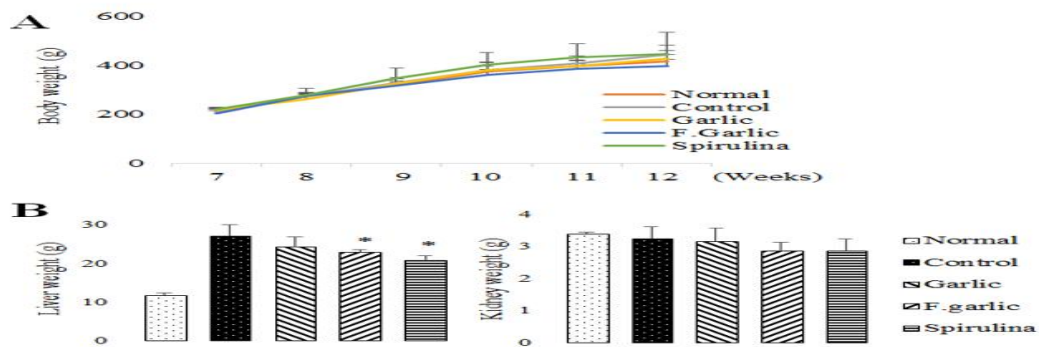 A
Body weight (g)
600
400
200
0
7 8 9 10 11 12 (Weeks)
Normal
Control
Garlic
F.Garlic
Spirulina
B
Liver weight (g)
30
20
10
0
* *
Kidney weight (g)
4
3
2
1
0
Normal
Control
Garlic
F.garlic
Spirulina